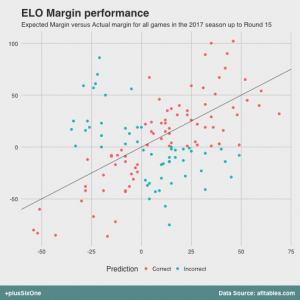 ELO Margin performance
Expected Margin versus Actual margin for all games in the 2017 season up to Round 15
100
50
0
-50
-50
-25
0
25
50
75
Prediction
Correct
Incorrect
+plusSixOne
Data Source: afltables.com